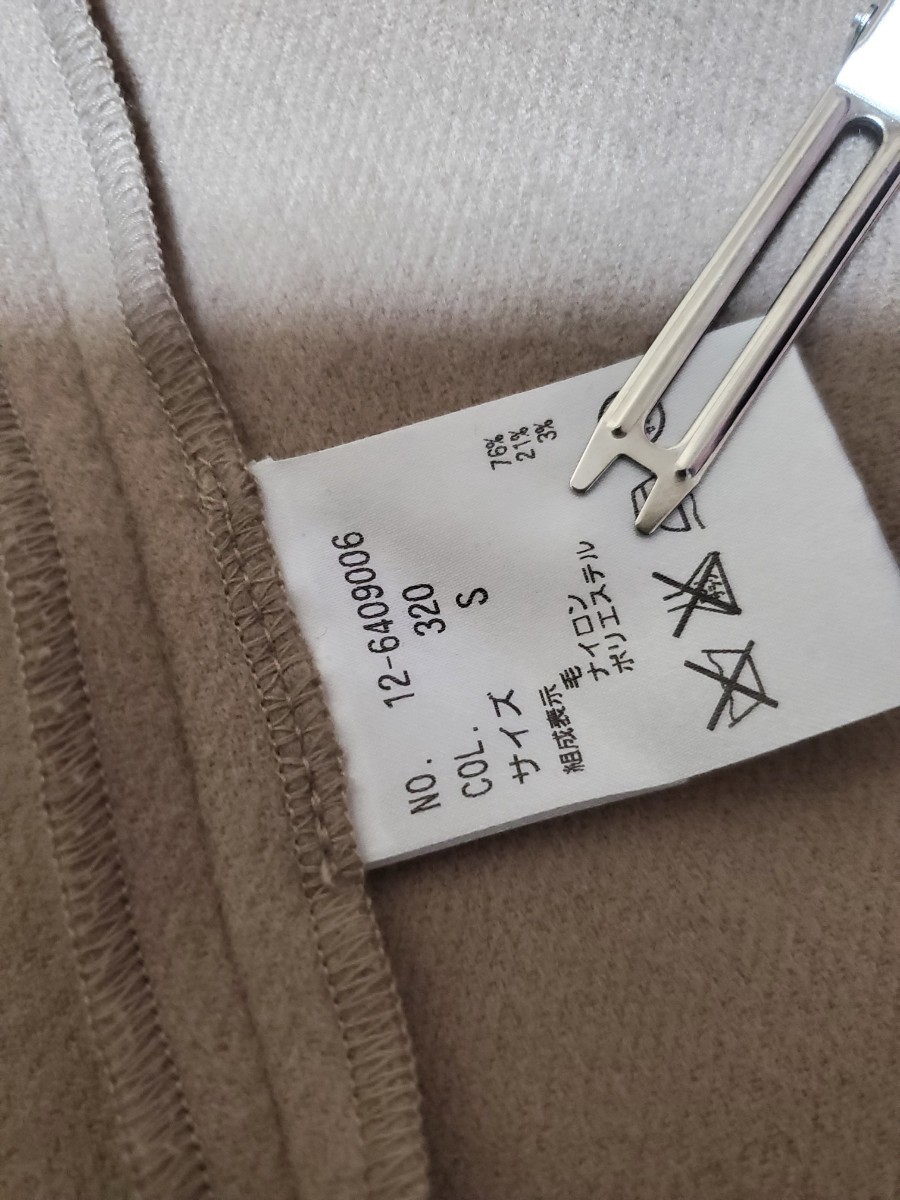 NO. 12-6409006
COL. 320
サイズ S
組成表示
毛 76%
ナイロン 21%
ポリエステル 3%